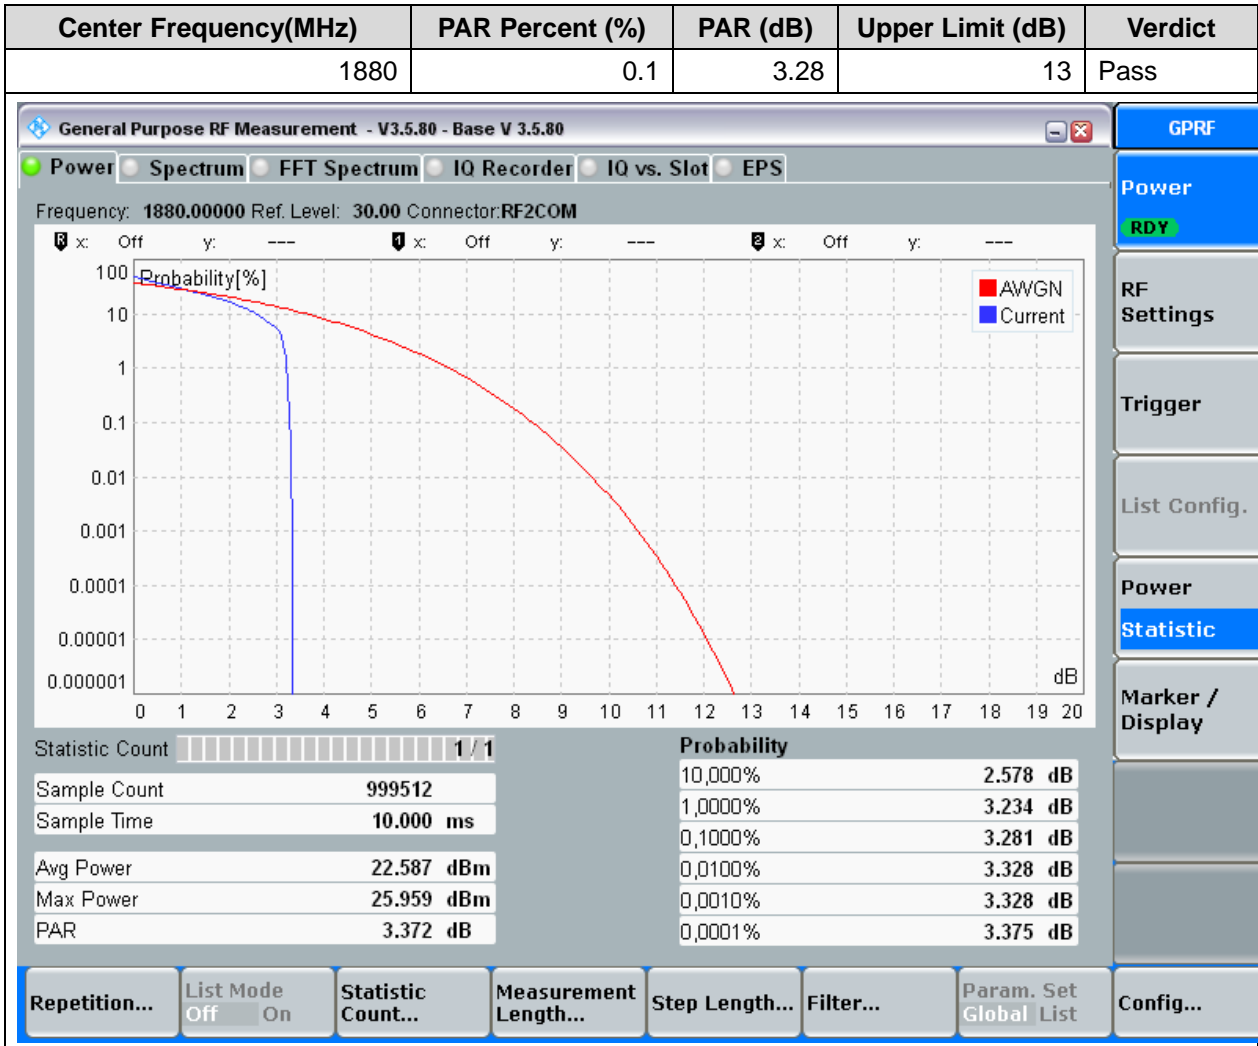 Center Frequency(MHz) PAR Percent (%) PAR (dB) Upper Limit (dB) Verdict
1880 0.1 3.28 13 Pass
General Purpose RF Measurement - V3.5.80 - Base V 3.5.80
GPRF
Power Spectrum FFT Spectrum IQ Recorder IQ vs. Slot EPS
Power
RDY
Frequency: 1880.00000 Ref. Level: 30.00 Connector:RF2COM
R x: Off y: --- 1 x: Off y: --- 2 x: Off y: ---
100 Probability[%]
AWGN
Current
10
1
0.1
0.01
0.001
0.0001
0.00001
0.000001
dB
0 1 2 3 4 5 6 7 8 9 10 11 12 13 14 15 16 17 18 19 20
RF
Settings
Trigger
List Config.
Power
Statistic
Marker /
Display
Statistic Count 1 / 1
Sample Count 999512
Sample Time 10.000 ms
Avg Power 22.587 dBm
Max Power 25.959 dBm
PAR 3.372 dB
Probability
10,000% 2.578 dB
1,0000% 3.234 dB
0,1000% 3.281 dB
0,0100% 3.328 dB
0,0010% 3.328 dB
0,0001% 3.375 dB
Repetition...
List Mode
Off On
Statistic
Count...
Measurement
Length...
Step Length...
Filter...
Param. Set
Global List
Config...